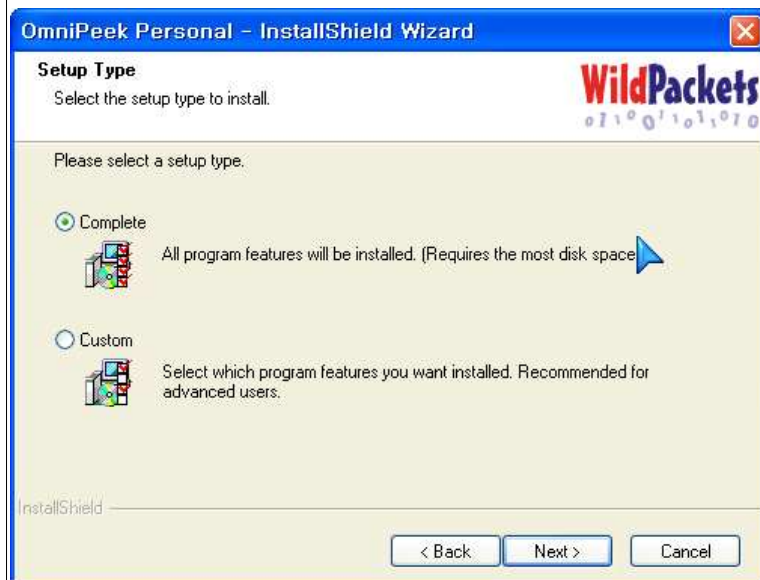 OmniPeek Personal - InstallShield Wizard
Setup Type
Select the setup type to install.
WildPackets
Please select a setup type.
Complete
All program features will be installed. (Requires the most disk space
Custom
Select which program features you want installed. Recommended for
advanced users.
InstallShield
< Back
Next >
Cancel